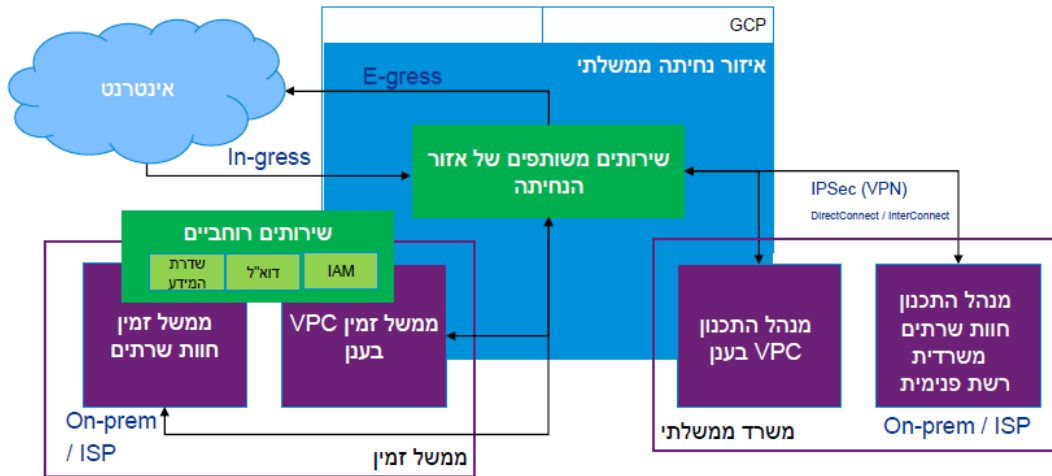 GCP
איזור נחיתה ממשלתי
E-gress
אינטרנט
In-gress
שירותים משותפים של אזור
הנחיתה
IPSec (VPN)
DirectConnect / InterConnect
שירותים רוחביים
IAM
דוא"ל
שדרת
המידע
ממשל זמין VPC
בענן
ממשל זמין
חוות שרתים
מנהל התכנון
VPC בענן
מנהל התכנון
חוות שרתים
משרדית
רשת פנימית
On-prem
/ ISP
ממשל זמין
משרד ממשלתי
On-prem / ISP